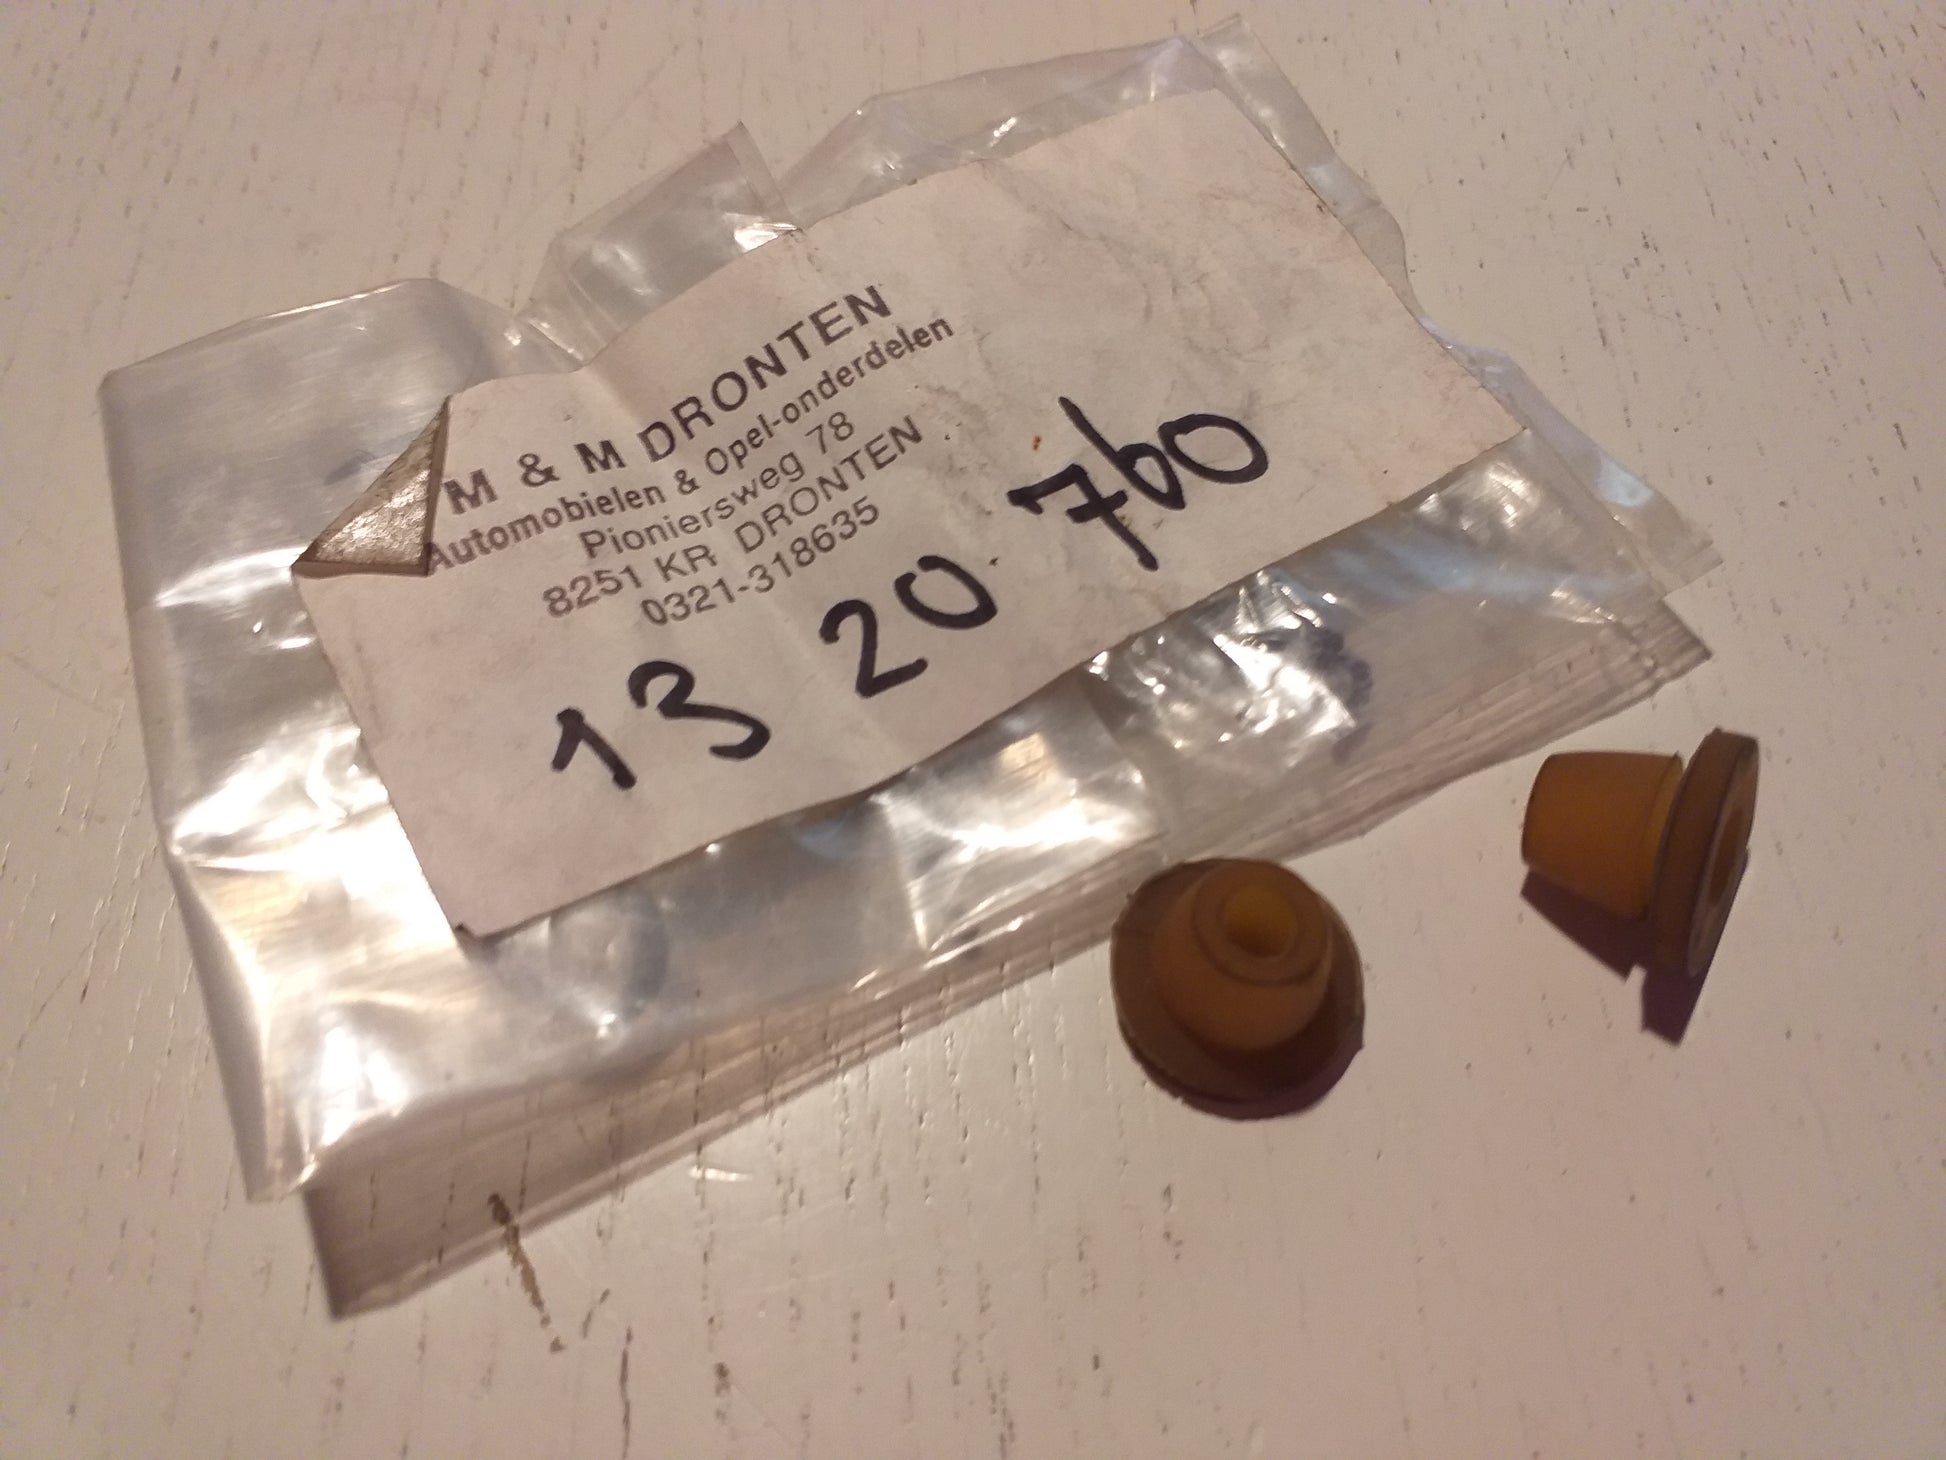 M & M DRONTEN
Automobielen & Opel-onderdelen
Pioniersweg 78
8251 KR DRONTEN
0321-318635
13 20 760